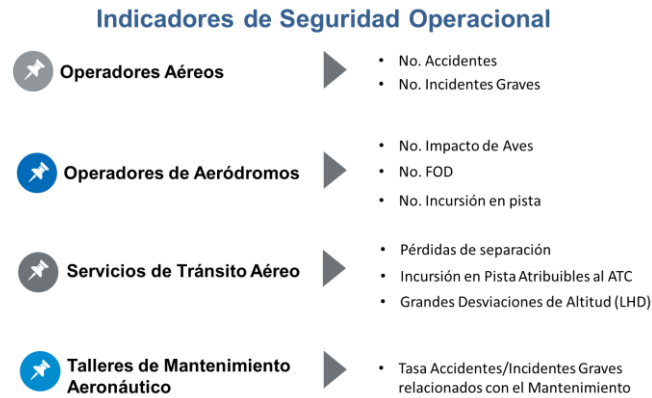 Indicadores de Seguridad Operacional
Operadores Aéreos
• No. Accidentes
• No. Incidentes Graves
Operadores de Aeródromos
• No. Impacto de Aves
• No. FOD
• No. Incursión en pista
Servicios de Tránsito Aéreo
• Pérdidas de separación
• Incursión en Pista Atribuibles al ATC
• Grandes Desviaciones de Altitud (LHD)
Talleres de Mantenimiento
Aeronáutico
• Tasa Accidentes/Incidentes Graves
relacionados con el Mantenimiento